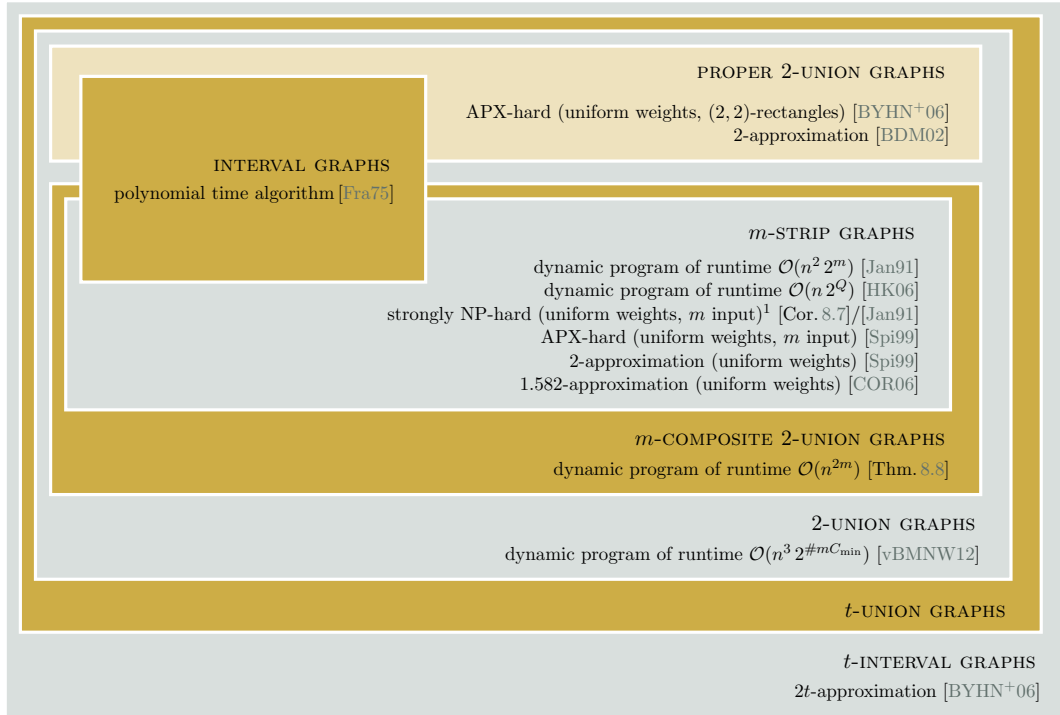 PROPER 2-UNION GRAPHS
APX-hard (uniform weights, (2, 2)-rectangles) [BYHN⁺06]
2-approximation [BDM02]
INTERVAL GRAPHS
polynomial time algorithm [Fra75]
m-STRIP GRAPHS
dynamic program of runtime 𝒪(n² 2ᵐ) [Jan91]
dynamic program of runtime 𝒪(n 2^Q) [HK06]
strongly NP-hard (uniform weights, m input)¹ [Cor. 8.7]/[Jan91]
APX-hard (uniform weights, m input) [Spi99]
2-approximation (uniform weights) [Spi99]
1.582-approximation (uniform weights) [COR06]
m-COMPOSITE 2-UNION GRAPHS
dynamic program of runtime 𝒪(n^{2m}) [Thm. 8.8]
2-UNION GRAPHS
dynamic program of runtime 𝒪(n³ 2^{#mC_min}) [vBMNW12]
t-UNION GRAPHS
t-INTERVAL GRAPHS
2t-approximation [BYHN⁺06]